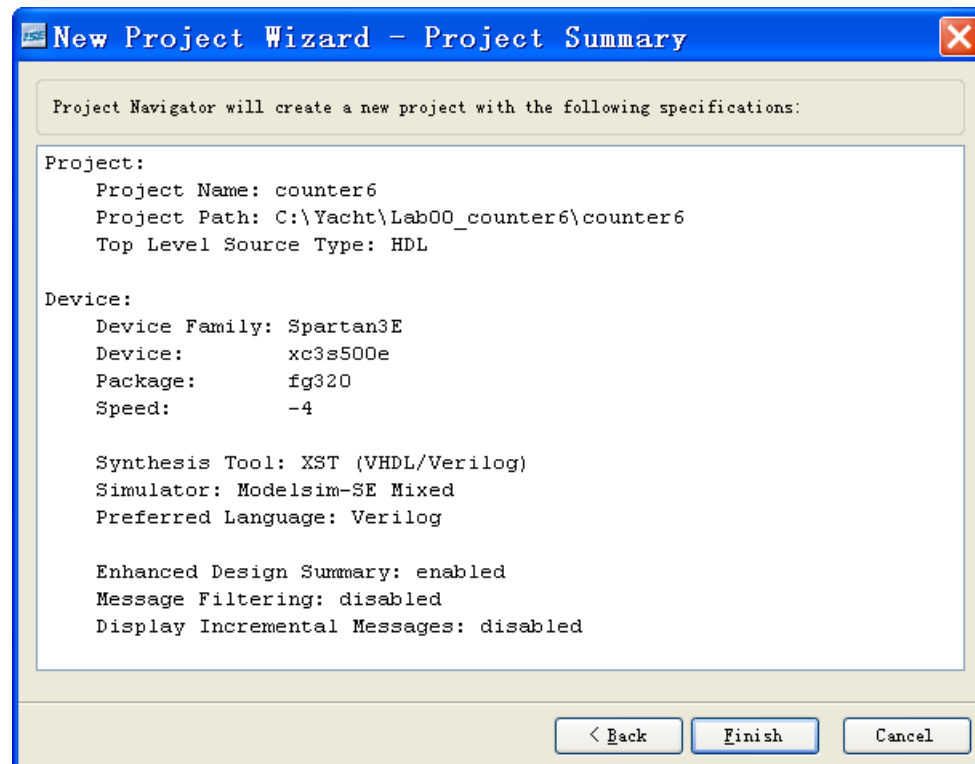 ISE New Project Wizard - Project Summary
Project Navigator will create a new project with the following specifications:
Project:
Project Name: counter6
Project Path: C:\Yacht\Lab00_counter6\counter6
Top Level Source Type: HDL
Device:
Device Family: Spartan3E
Device: xc3s500e
Package: fg320
Speed: -4
Synthesis Tool: XST (VHDL/Verilog)
Simulator: Modelsim-SE Mixed
Preferred Language: Verilog
Enhanced Design Summary: enabled
Message Filtering: disabled
Display Incremental Messages: disabled
< Back Finish Cancel